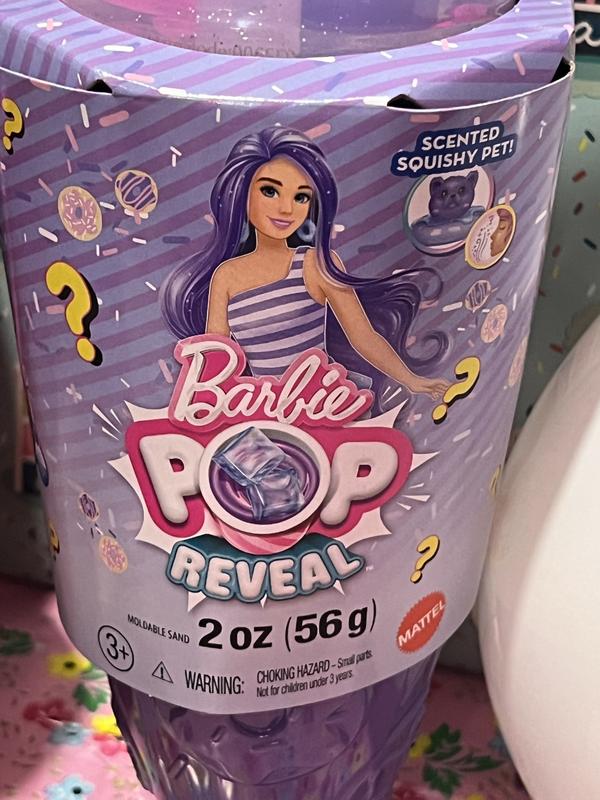 SCENTED
SQUISHY PET!
Barbie
POP
REVEAL
MOLDABLE SAND 2 oz (56 g)
MATTEL
3+
WARNING: CHOKING HAZARD – Small parts.
Not for children under 3 years.